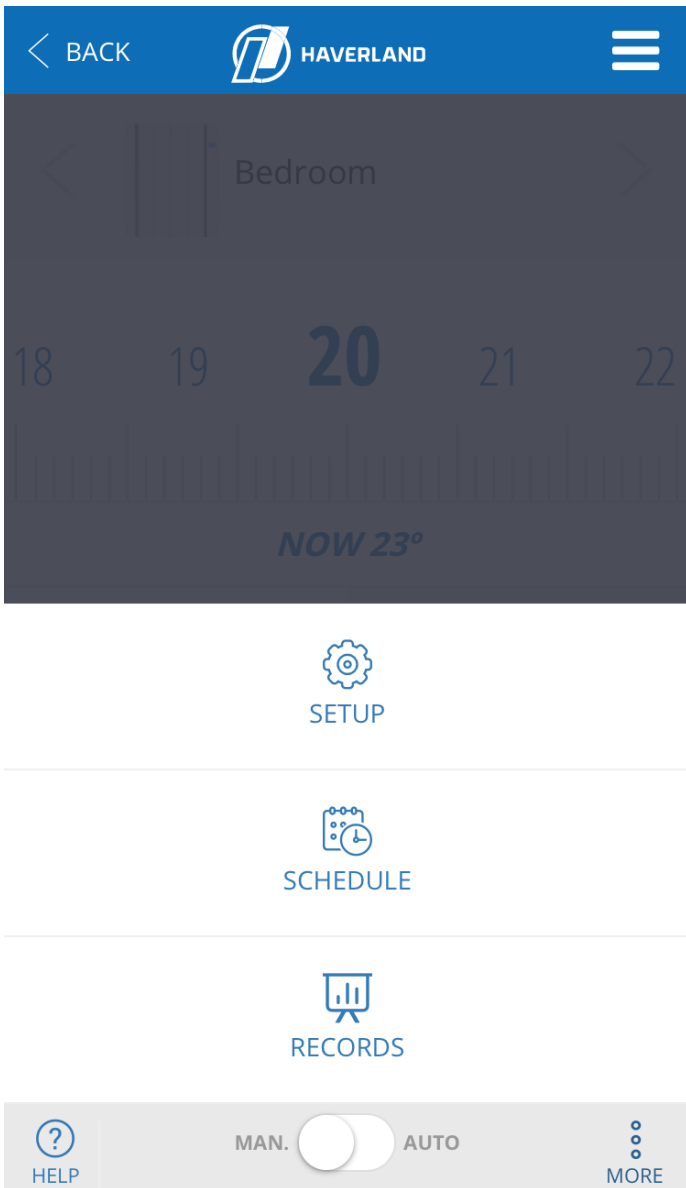 BACK
HAVERLAND
Bedroom
18 19 20 21 22
NOW 23º
SETUP
SCHEDULE
RECORDS
? MAN. AUTO
HELP MORE